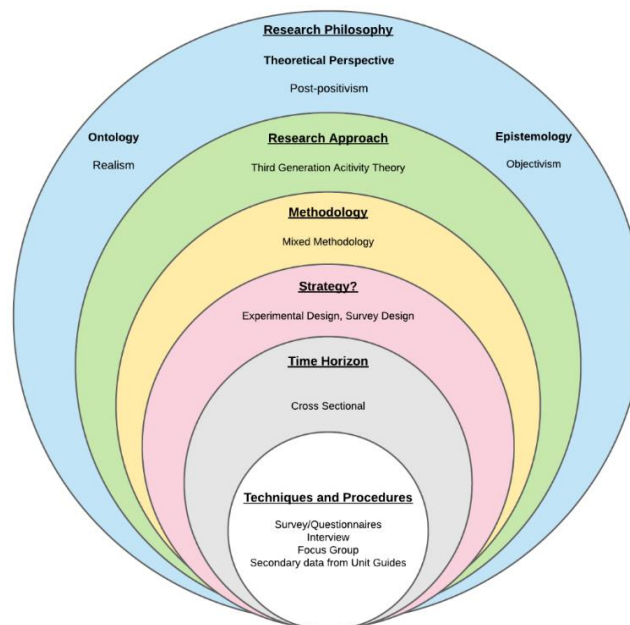 Research Philosophy
Theoretical Perspective
Post-positivism
Ontology
Realism
Epistemology
Objectivism
Research Approach
Third Generation Acitivity Theory
Methodology
Mixed Methodology
Strategy?
Experimental Design, Survey Design
Time Horizon
Cross Sectional
Techniques and Procedures
Survey/Questionnaires
Interview
Focus Group
Secondary data from Unit Guides